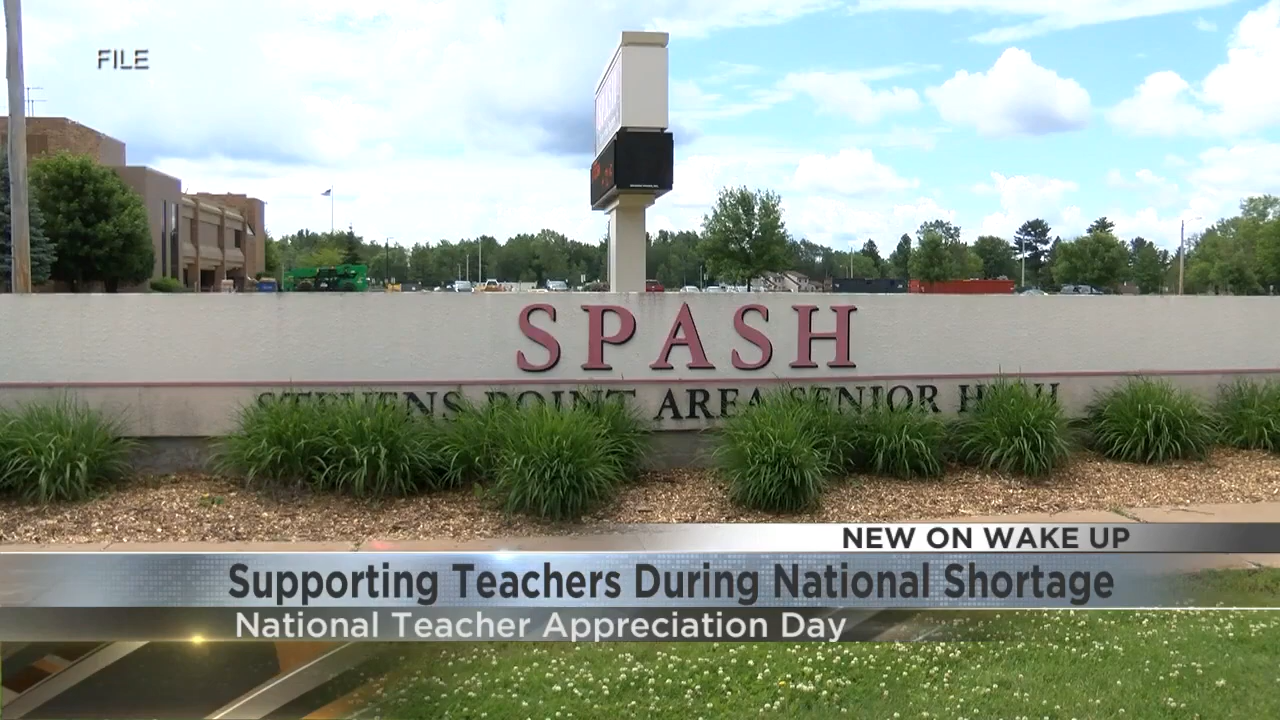 FILE
SPASH
STEVENS POINT AREA SENIOR HIGH
NEW ON WAKE UP
Supporting Teachers During National Shortage
National Teacher Appreciation Day